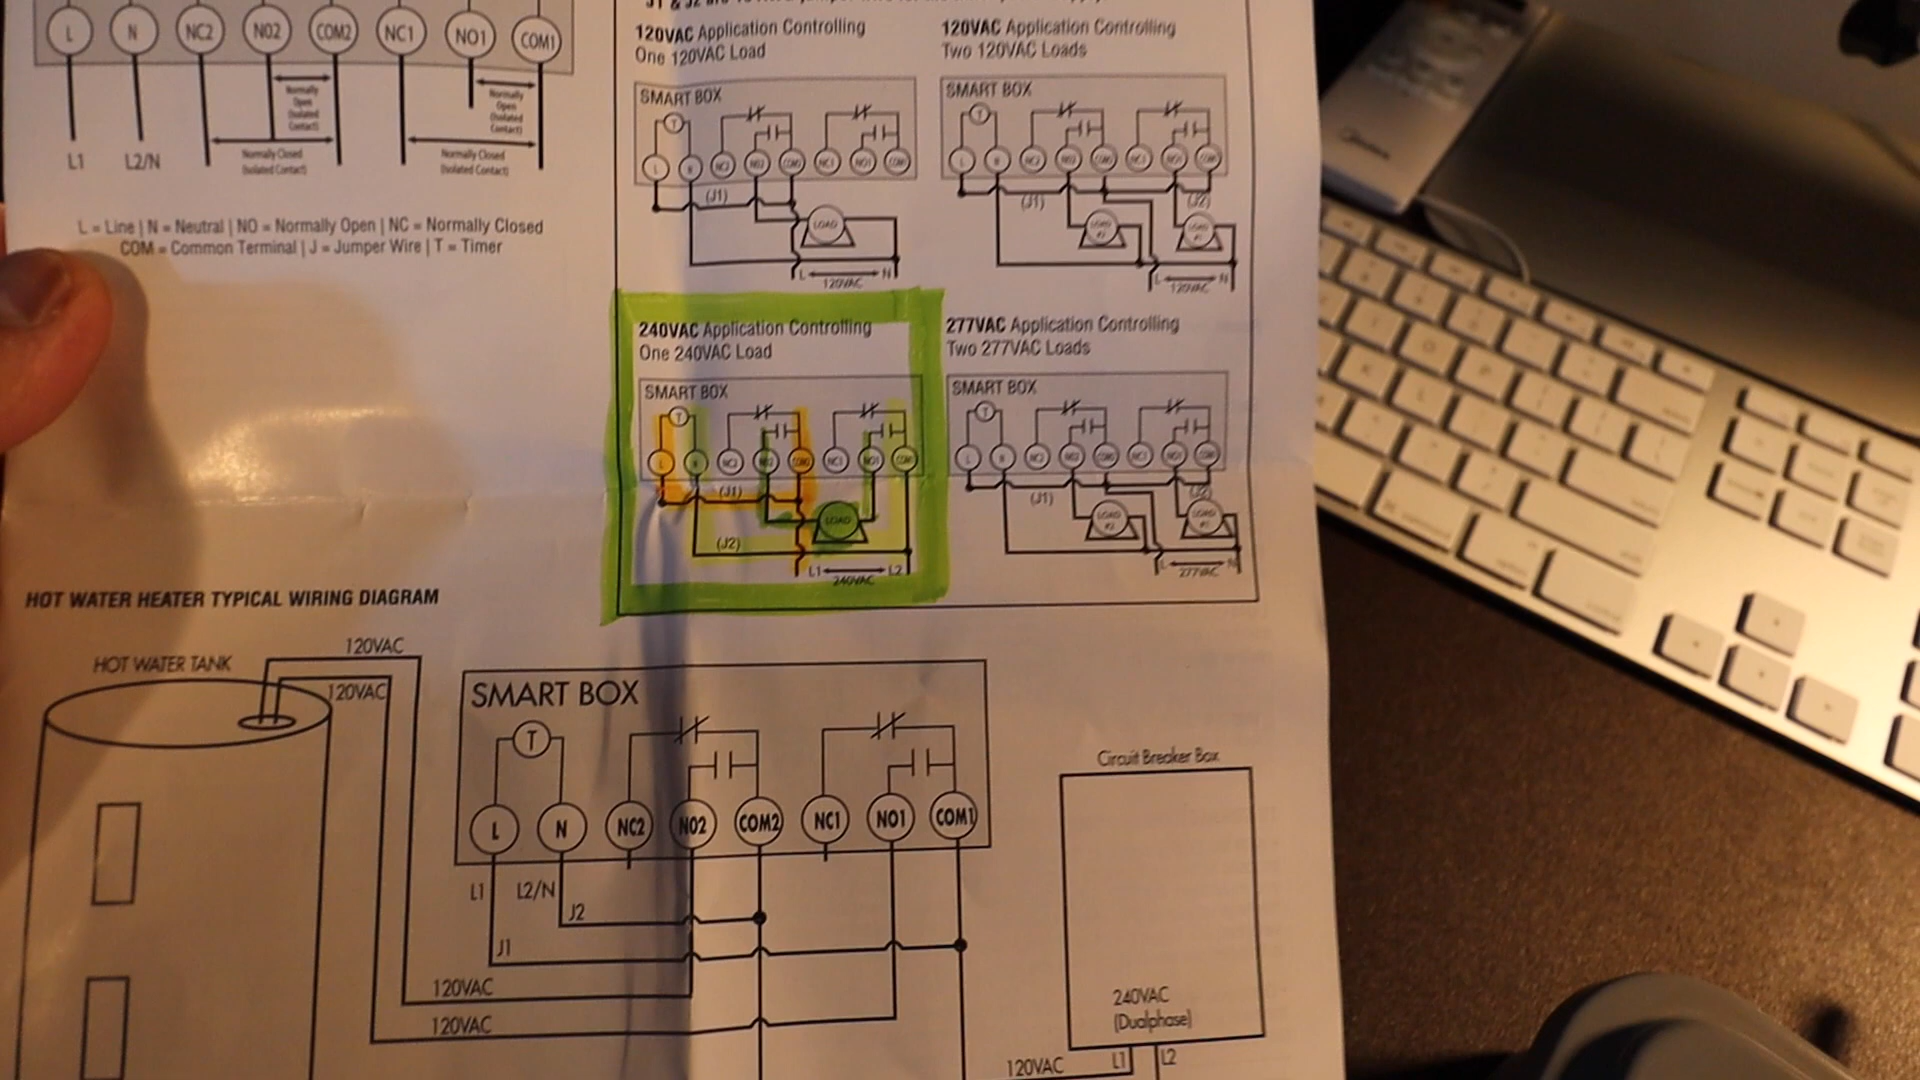 L N NC2 NO2 COM2 NC1 NO1 COM1
Normally
Open
(Isolated
Contact)
Normally
Open
(Isolated
Contact)
Normally Closed
(Isolated Contact)
Normally Closed
(Isolated Contact)
L1 L2/N
L = Line | N = Neutral | NO = Normally Open | NC = Normally Closed
COM = Common Terminal | J = Jumper Wire | T = Timer
120VAC Application Controlling
One 120VAC Load
SMART BOX
T
(J1)
LOAD
L N
120VAC
120VAC Application Controlling
Two 120VAC Loads
SMART BOX
T
(J1) (J2)
LOAD
LOAD
L N
120VAC
240VAC Application Controlling
One 240VAC Load
SMART BOX
T
(J1)
LOAD
(J2)
L1 L2
240VAC
277VAC Application Controlling
Two 277VAC Loads
SMART BOX
T
(J1) (J2)
LOAD
LOAD
L N
277VAC
HOT WATER HEATER TYPICAL WIRING DIAGRAM
HOT WATER TANK
120VAC
120VAC
SMART BOX
T
L N NC2 NO2 COM2 NC1 NO1 COM1
L1 L2/N
J2
J1
120VAC
120VAC
Circuit Breaker Box
240VAC
(Dualphase)
120VAC L1 L2
Midea